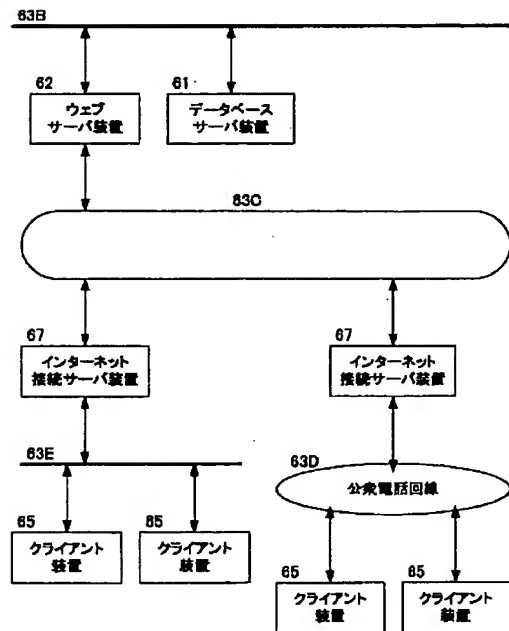 63B
62
61
ウェブ
サーバ装置
データベース
サーバ装置
63C
67
67
インターネット
接続サーバ装置
インターネット
接続サーバ装置
63E
63D
公衆電話回線
65
65
クライアント
装置
クライアント
装置
65
65
クライアント
装置
クライアント
装置